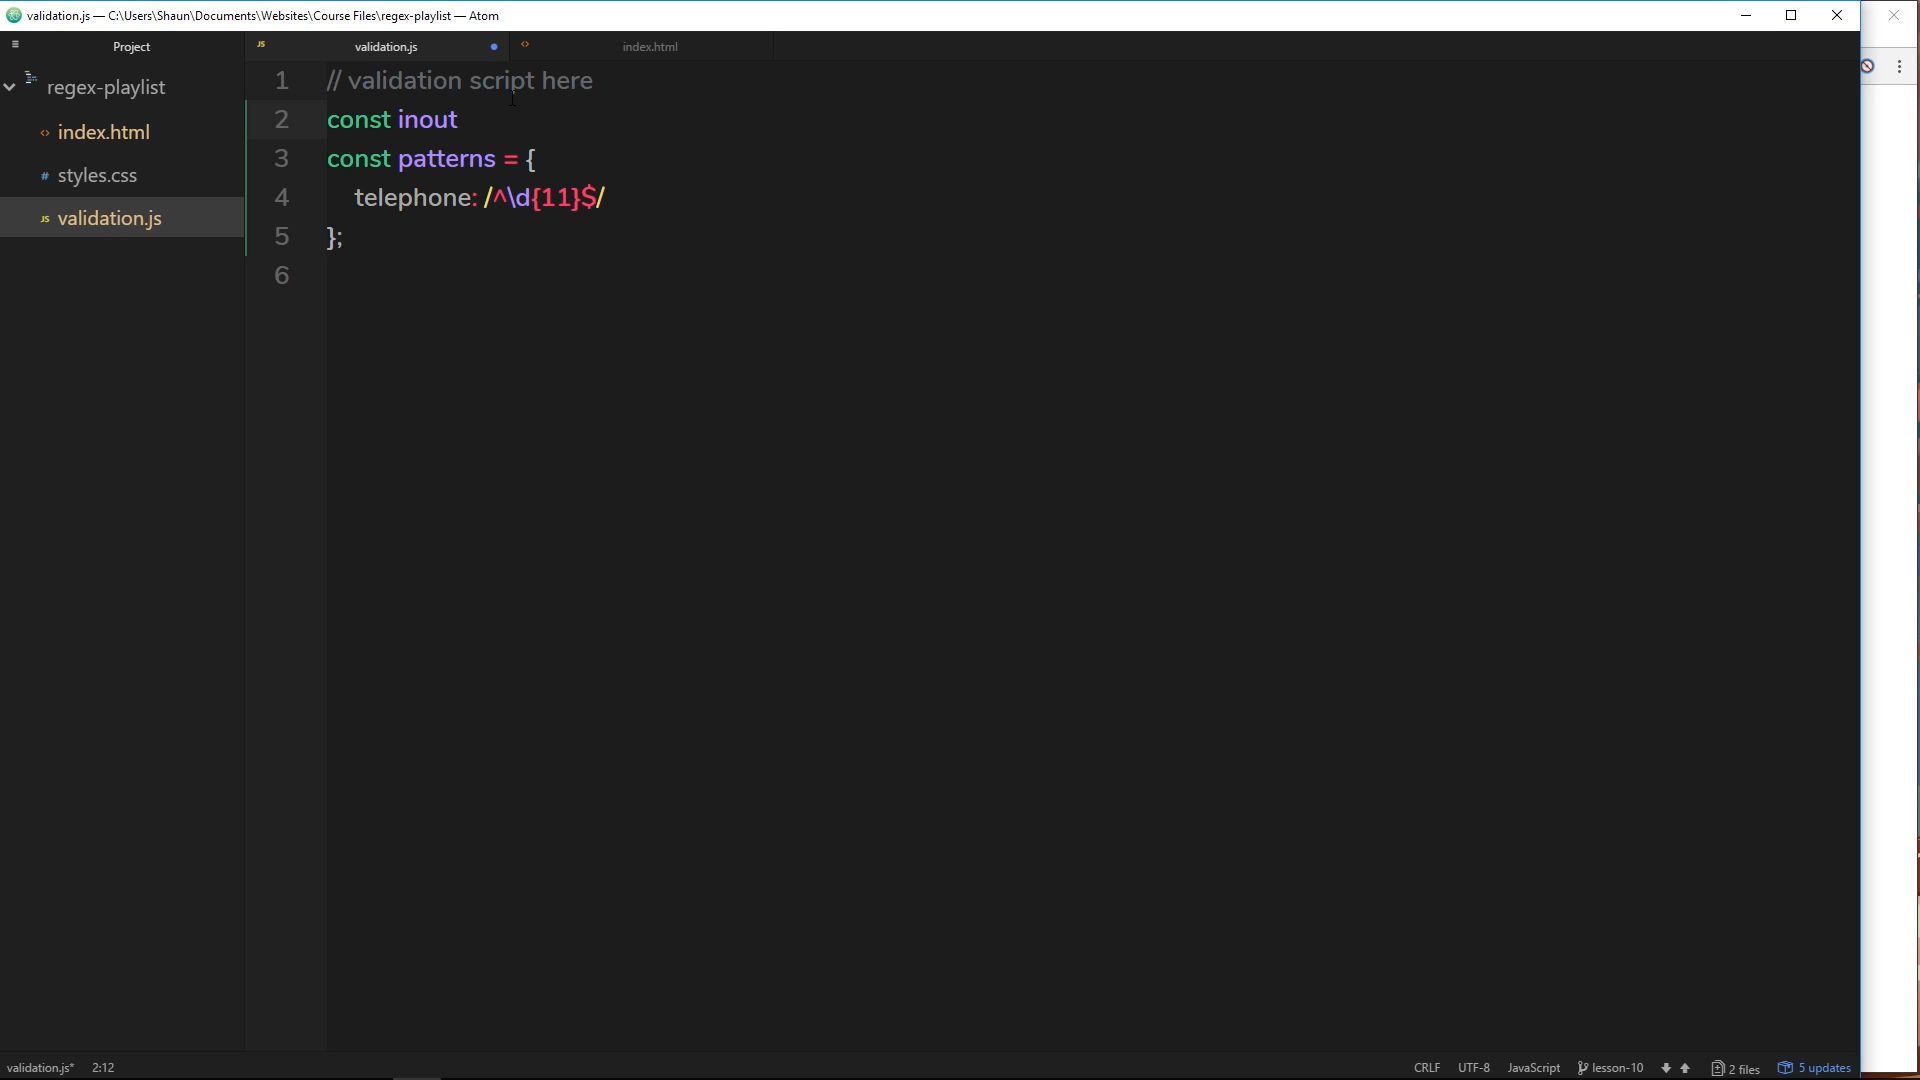 validation.js — C:\Users\Shaun\Documents\Websites\Course Files\regex-playlist — Atom
Project
validation.js
index.html
regex-playlist
index.html
styles.css
validation.js
1 // validation script here
2 const inout
3 const patterns = {
4 telephone: /^\d{11}$/
5 };
6
validation.js* 2:12
CRLF UTF-8 JavaScript lesson-10 2 files 5 updates